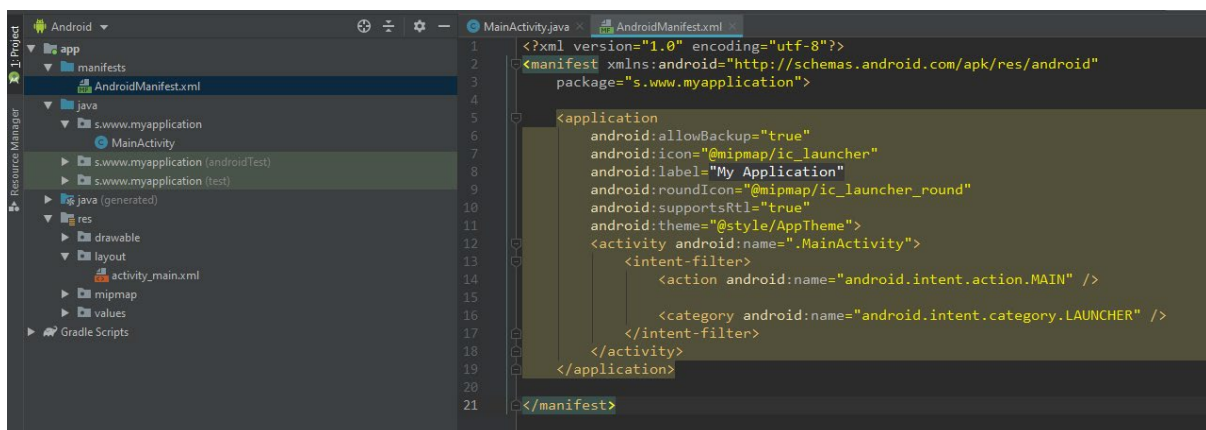 Android
MainActivity.java
AndroidManifest.xml
1: Project
Resource Manager
app
manifests
AndroidManifest.xml
java
s.www.myapplication
MainActivity
s.www.myapplication (androidTest)
s.www.myapplication (test)
java (generated)
res
drawable
layout
activity_main.xml
mipmap
values
Gradle Scripts
1 <?xml version="1.0" encoding="utf-8"?>
2 <manifest xmlns:android="http://schemas.android.com/apk/res/android"
3 package="s.www.myapplication">
4
5 <application
6 android:allowBackup="true"
7 android:icon="@mipmap/ic_launcher"
8 android:label="My Application"
9 android:roundIcon="@mipmap/ic_launcher_round"
10 android:supportsRtl="true"
11 android:theme="@style/AppTheme">
12 <activity android:name=".MainActivity">
13 <intent-filter>
14 <action android:name="android.intent.action.MAIN" />
15
16 <category android:name="android.intent.category.LAUNCHER" />
17 </intent-filter>
18 </activity>
19 </application>
20
21 </manifest>